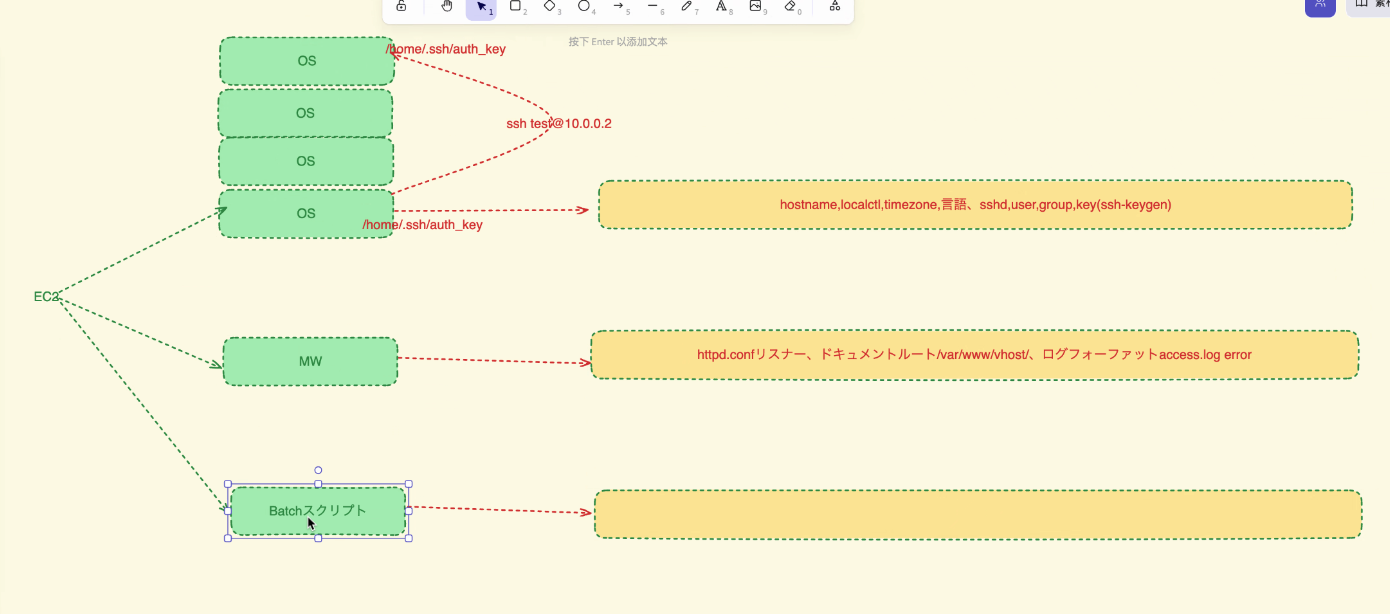 1
2
3
4
5
6
7
8
9
0
按下 Enter 以添加文本
OS
/home/.ssh/auth_key
OS
ssh test@10.0.0.2
OS
OS
/home/.ssh/auth_key
hostname,localctl,timezone,言語、sshd,user,group,key(ssh-keygen)
EC2
MW
httpd.confリスナー、ドキュメントルート/var/www/vhost/、ログフォーファットaccess.log error
Batchスクリプト